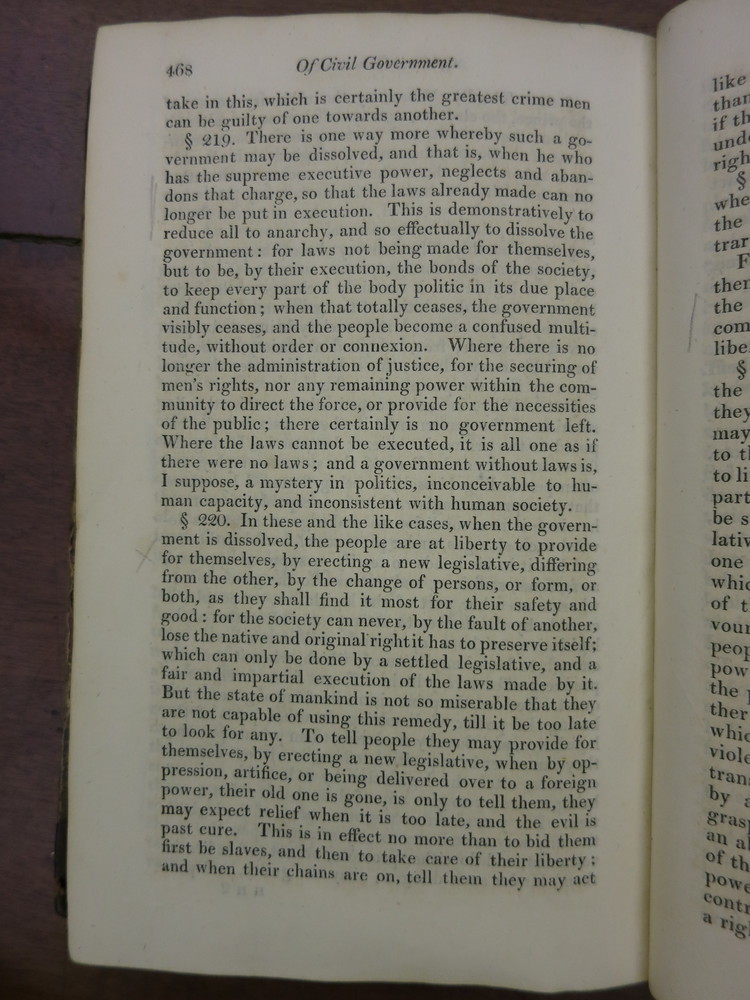 468
Of Civil Government.
take in this, which is certainly the greatest crime men
can be guilty of one towards another.
§ 219. There is one way more whereby such a go-
vernment may be dissolved, and that is, when he who
has the supreme executive power, neglects and aban-
dons that charge, so that the laws already made can no
longer be put in execution. This is demonstratively to
reduce all to anarchy, and so effectually to dissolve the
government: for laws not being made for themselves,
but to be, by their execution, the bonds of the society,
to keep every part of the body politic in its due place
and function; when that totally ceases, the government
visibly ceases, and the people become a confused multi-
tude, without order or connexion. Where there is no
longer the administration of justice, for the securing of
men's rights, nor any remaining power within the com-
munity to direct the force, or provide for the necessities
of the public; there certainly is no government left.
Where the laws cannot be executed, it is all one as if
there were no laws; and a government without laws is,
I suppose, a mystery in politics, inconceivable to hu-
man capacity, and inconsistent with human society.
§ 220. In these and the like cases, when the govern-
ment is dissolved, the people are at liberty to provide
for themselves, by erecting a new legislative, differing
from the other, by the change of persons, or form, or
both, as they shall find it most for their safety and
good: for the society can never, by the fault of another,
lose the native and original right it has to preserve itself;
which can only be done by a settled legislative, and a
fair and impartial execution of the laws made by it.
But the state of mankind is not so miserable that they
are not capable of using this remedy, till it be too late
to look for any. To tell people they may provide for
themselves, by erecting a new legislative, when by op-
pression, artifice, or being delivered over to a foreign
power, their old one is gone, is only to tell them, they
may expect relief when it is too late, and the evil is
past cure. This is in effect no more than to bid them
first be slaves, and then to take care of their liberty;
and when their chains are on, tell them they may act
like
than
if th
und
righ
§
whe
the
trar
F
ther
the
com
libe
§
the
they
may
to t
to li
part
be s
lativ
one
whic
of t
vour
peop
pow
the
ther
whic
viole
tran
by a
gras
an a
of th
powe
contr
a rig